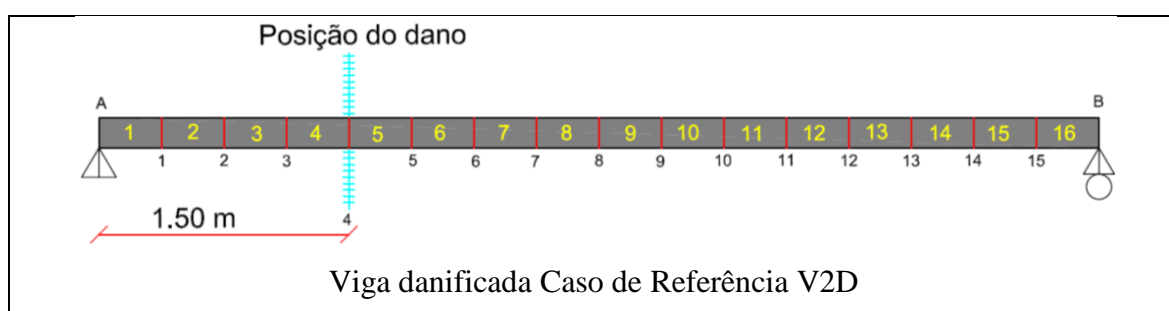 Posição do dano
A B
1 2 3 4 5 6 7 8 9 10 11 12 13 14 15 16
1 2 3 5 6 7 8 9 10 11 12 13 14 15
1.50 m 4
Viga danificada Caso de Referência V2D